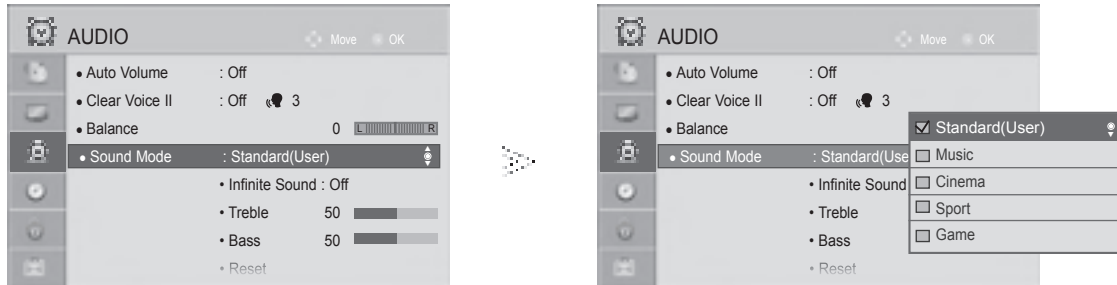 AUDIO
Move OK
• Auto Volume : Off
• Clear Voice II : Off 3
• Balance 0 L R
• Sound Mode : Standard(User)
• Infinite Sound : Off
• Treble 50
• Bass 50
• Reset
AUDIO
Move OK
• Auto Volume : Off
• Clear Voice II : Off 3
• Balance
• Sound Mode : Standard(Use
• Infinite Sound
• Treble
• Bass
• Reset
Standard(User)
Music
Cinema
Sport
Game